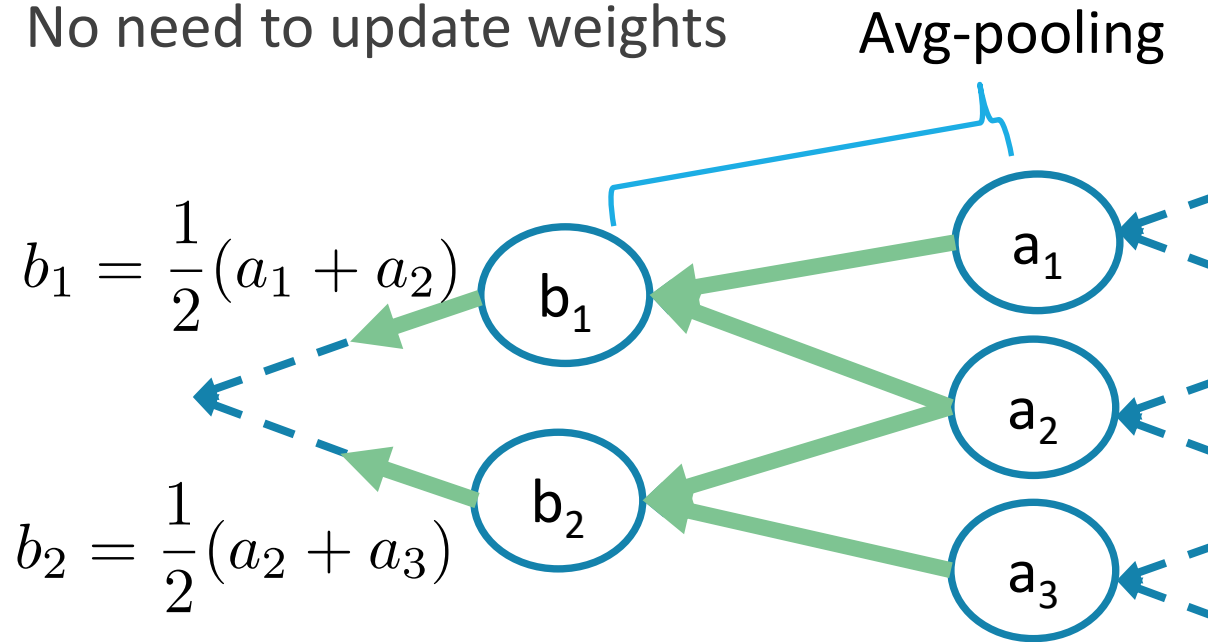 No need to update weights
Avg-pooling
b₁ = 1/2(a₁ + a₂)
b₁
a₁
a₂
b₂
b₂ = 1/2(a₂ + a₃)
a₃